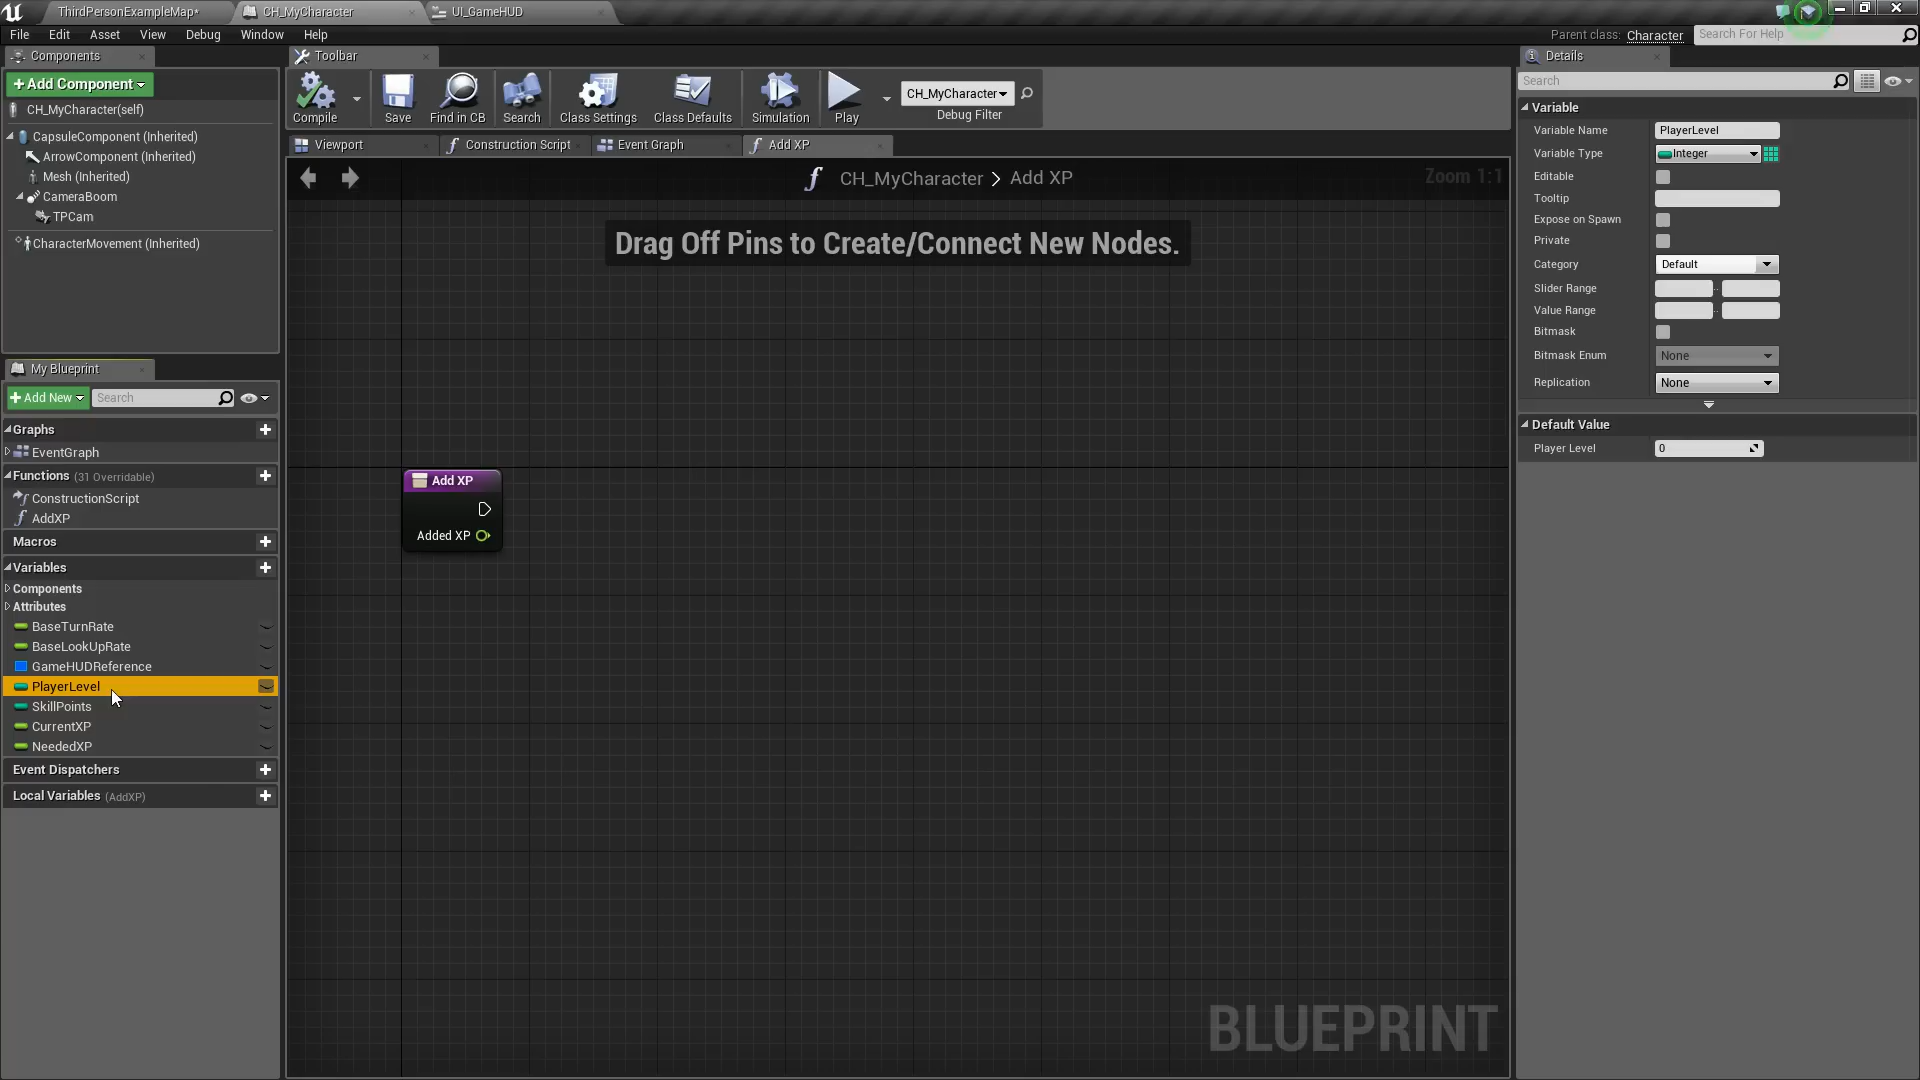 ThirdPersonExampleMap*
CH_MyCharacter
UI_GameHUD
File Edit Asset View Debug Window Help
Parent class: Character
Search For Help
Components
+Add Component
CH_MyCharacter(self)
CapsuleComponent (Inherited)
ArrowComponent (Inherited)
Mesh (Inherited)
CameraBoom
TPCam
CharacterMovement (Inherited)
My Blueprint
+Add New
Search
Graphs
EventGraph
Functions (31 Overridable)
ConstructionScript
AddXP
Macros
Variables
Components
Attributes
BaseTurnRate
BaseLookUpRate
GameHUDReference
PlayerLevel
SkillPoints
CurrentXP
NeededXP
Event Dispatchers
Local Variables (AddXP)
Toolbar
Compile
Save
Find in CB
Search
Class Settings
Class Defaults
Simulation
Play
CH_MyCharacter
Debug Filter
Viewport
Construction Script
Event Graph
Add XP
CH_MyCharacter > Add XP
Zoom 1:1
Drag Off Pins to Create/Connect New Nodes.
Add XP
Added XP
BLUEPRINT
Details
Search
Variable
Variable Name PlayerLevel
Variable Type Integer
Editable
Tooltip
Expose on Spawn
Private
Category Default
Slider Range
Value Range
Bitmask
Bitmask Enum None
Replication None
Default Value
Player Level 0